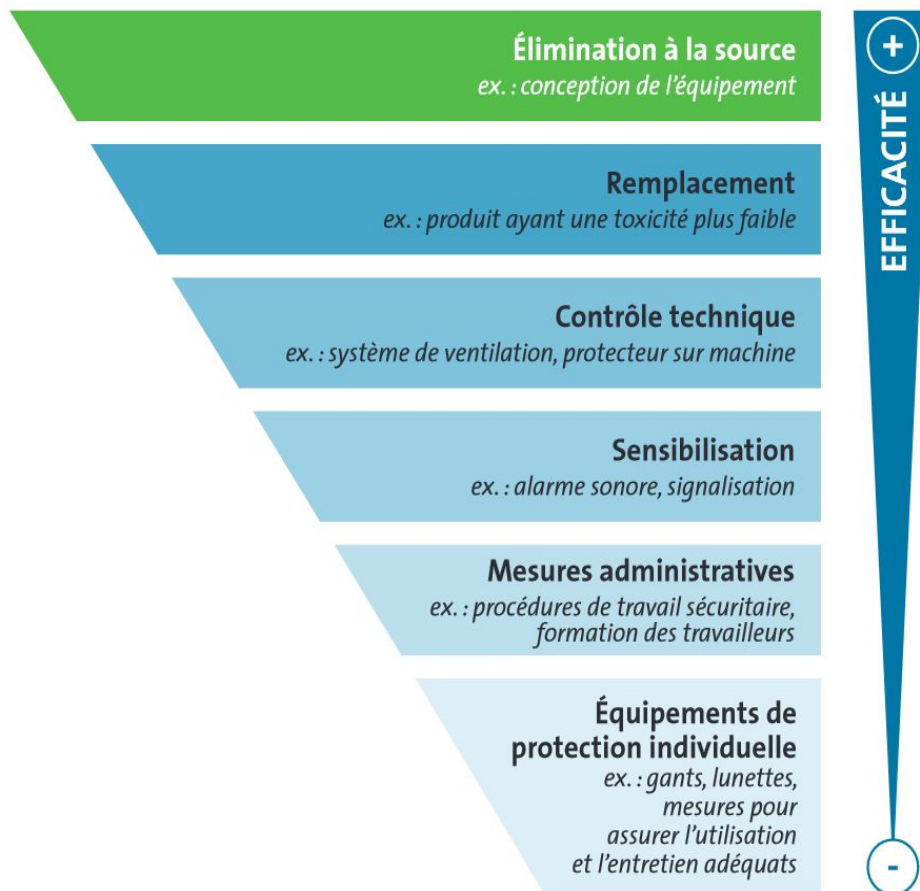 Élimination à la source
ex. : conception de l’équipement
Remplacement
ex. : produit ayant une toxicité plus faible
Contrôle technique
ex. : système de ventilation, protecteur sur machine
Sensibilisation
ex. : alarme sonore, signalisation
Mesures administratives
ex. : procédures de travail sécuritaire,
formation des travailleurs
Équipements de
protection individuelle
ex. : gants, lunettes,
mesures pour
assurer l’utilisation
et l’entretien adéquats
+
EFFICACITÉ
-